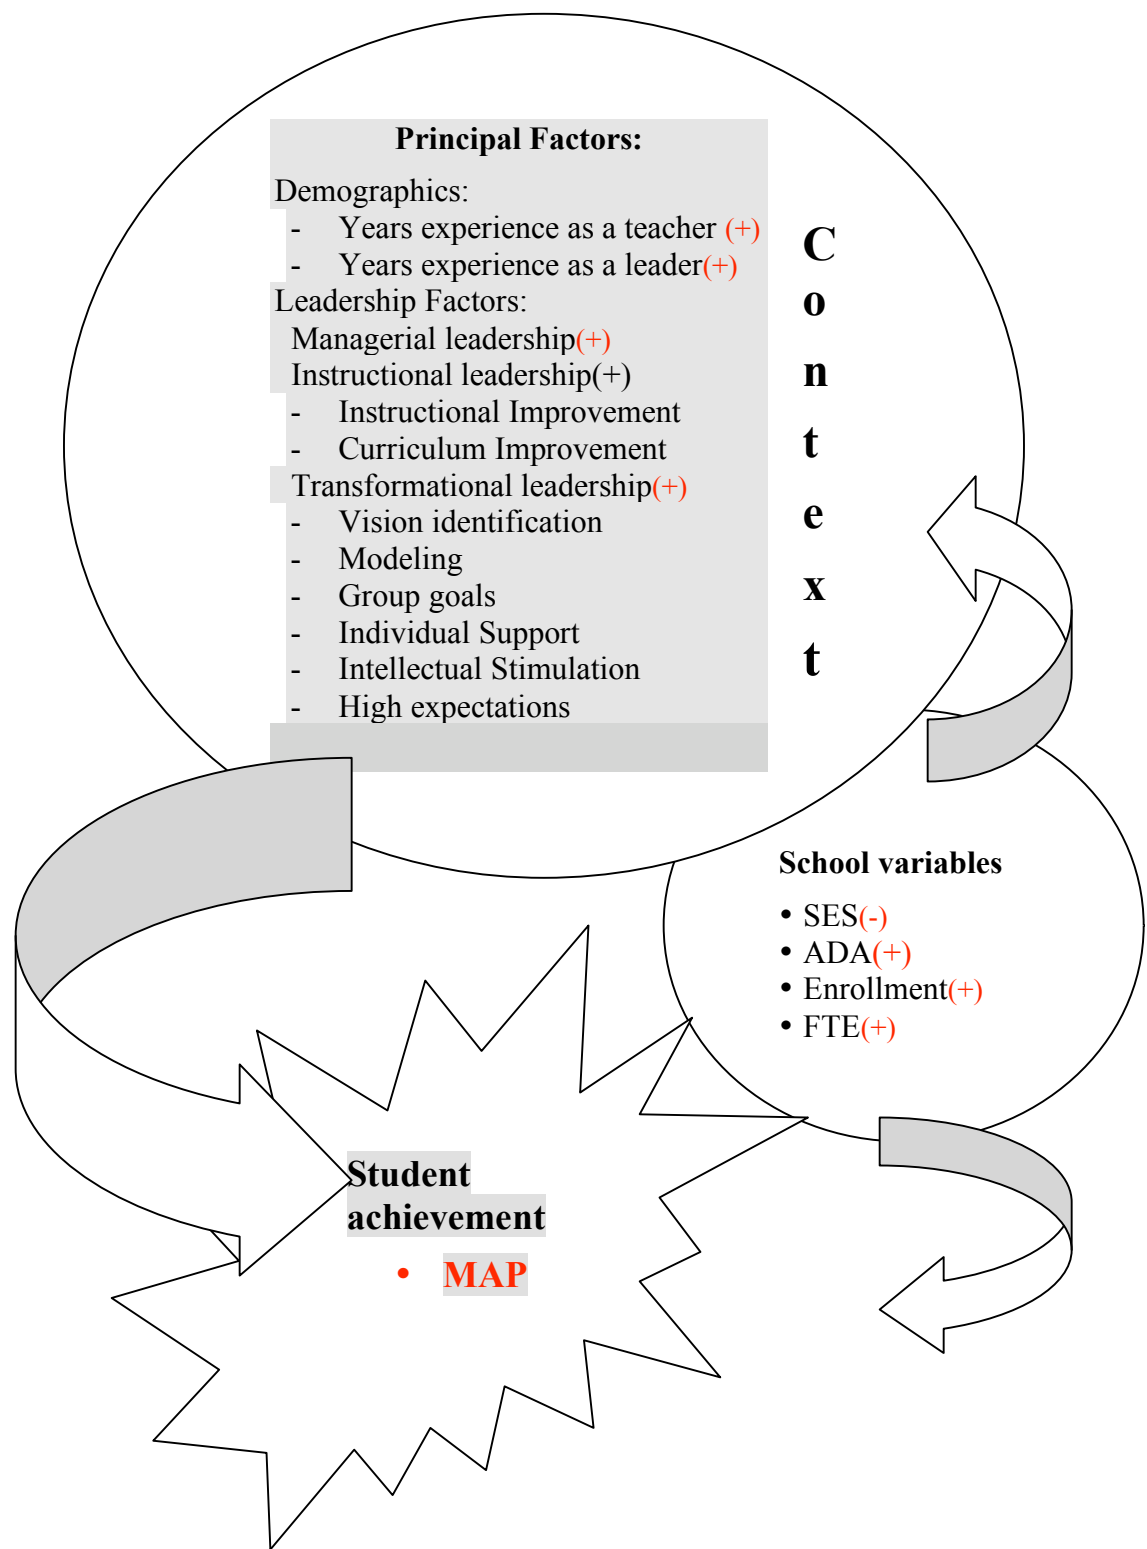 Principal Factors:
Demographics:
- Years experience as a teacher (+)
- Years experience as a leader(+)
Leadership Factors:
Managerial leadership(+)
Instructional leadership(+)
- Instructional Improvement
- Curriculum Improvement
Transformational leadership(+)
- Vision identification
- Modeling
- Group goals
- Individual Support
- Intellectual Stimulation
- High expectations
C
o
n
t
e
x
t
School variables
• SES(-)
• ADA(+)
• Enrollment(+)
• FTE(+)
Student
achievement
• MAP